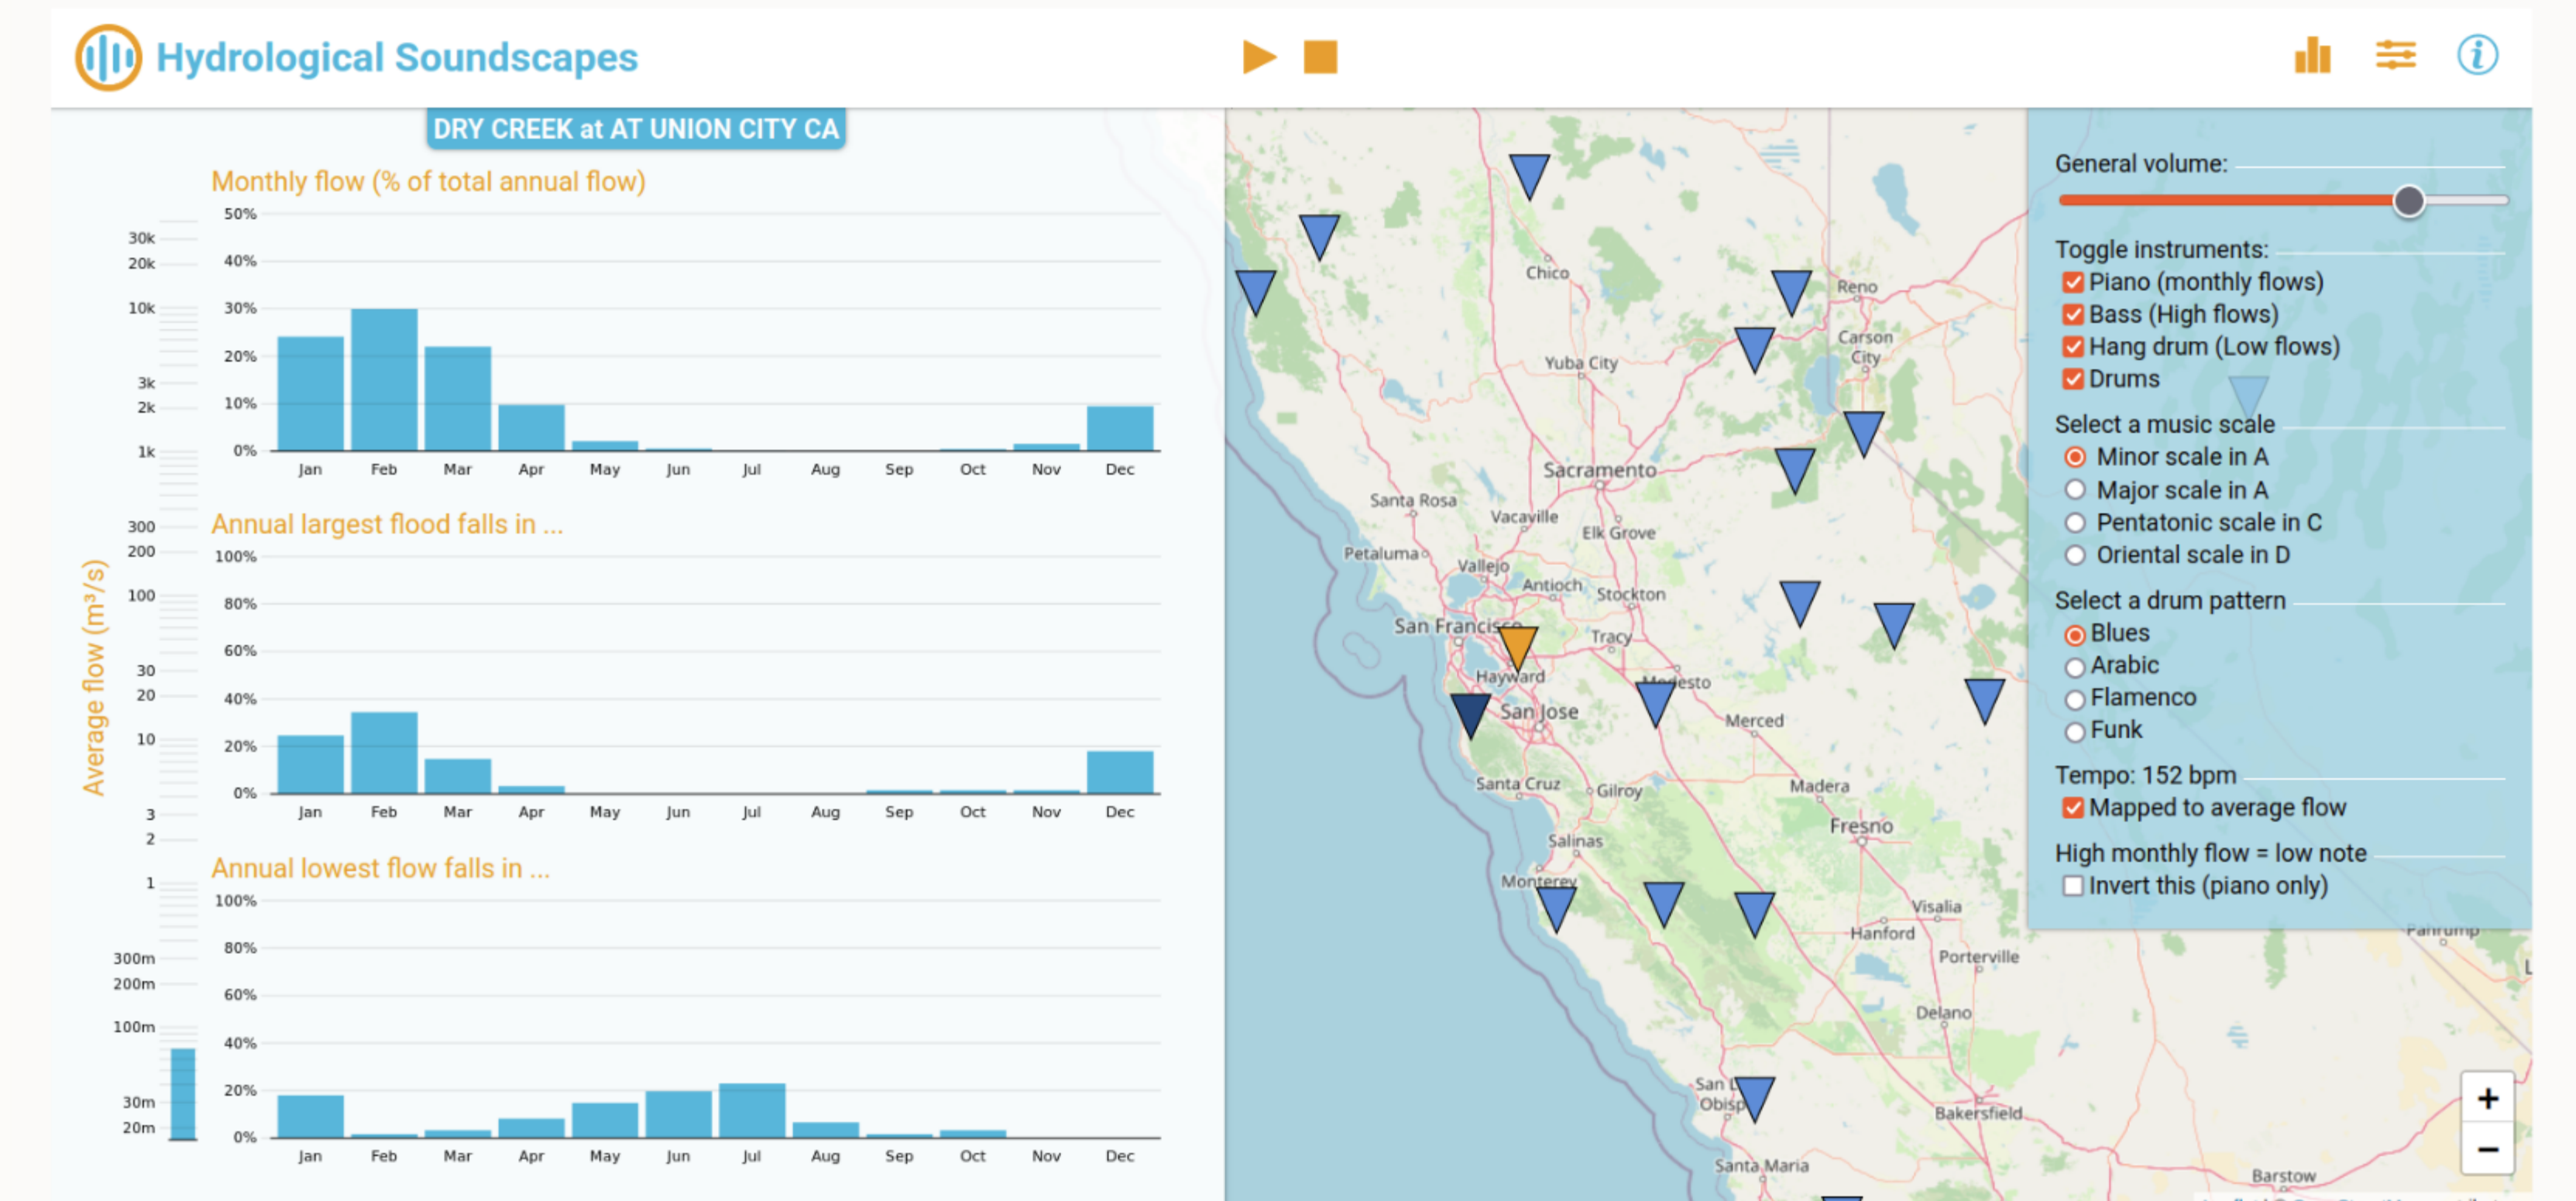 Hydrological Soundscapes
DRY CREEK at AT UNION CITY CA
Average flow (m³/s)
30k
20k
10k
3k
2k
1k
300
200
100
30
20
10
3
2
1
300m
200m
100m
30m
20m
Monthly flow (% of total annual flow)
50%
40%
30%
20%
10%
0%
Jan Feb Mar Apr May Jun Jul Aug Sep Oct Nov Dec
Annual largest flood falls in ...
100%
80%
60%
40%
20%
0%
Jan Feb Mar Apr May Jun Jul Aug Sep Oct Nov Dec
Annual lowest flow falls in ...
100%
80%
60%
40%
20%
0%
Jan Feb Mar Apr May Jun Jul Aug Sep Oct Nov Dec
Chico
Reno
Carson
City
Yuba City
Sacramento
Santa Rosa
Vacaville
Elk Grove
Petaluma
Vallejo
Antioch
Stockton
San Francisco
Tracy
Hayward
Modesto
San Jose
Merced
Santa Cruz
Gilroy
Madera
Fresno
Salinas
Monterey
Visalia
Hanford
Porterville
Pahrump
L
Delano
San L
Obisp
Bakersfield
Santa Maria
Barstow
General volume:
Toggle instruments:
Piano (monthly flows)
Bass (High flows)
Hang drum (Low flows)
Drums
Select a music scale
Minor scale in A
Major scale in A
Pentatonic scale in C
Oriental scale in D
Select a drum pattern
Blues
Arabic
Flamenco
Funk
Tempo: 152 bpm
Mapped to average flow
High monthly flow = low note
Invert this (piano only)
+
−